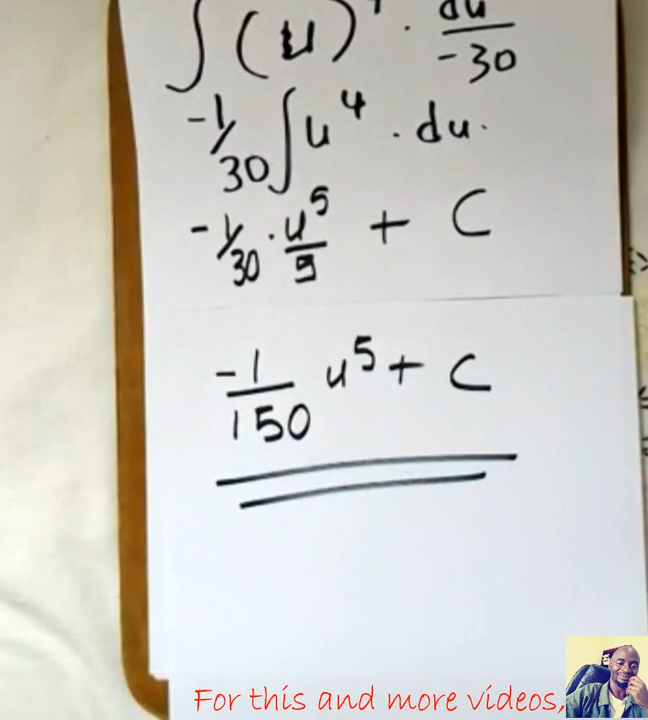 ∫(u)⁴ · du/-30
-1/30 ∫u⁴ · du.
-1/30 · u⁵/5 + C
-1/150 u⁵ + C
For this and more videos,